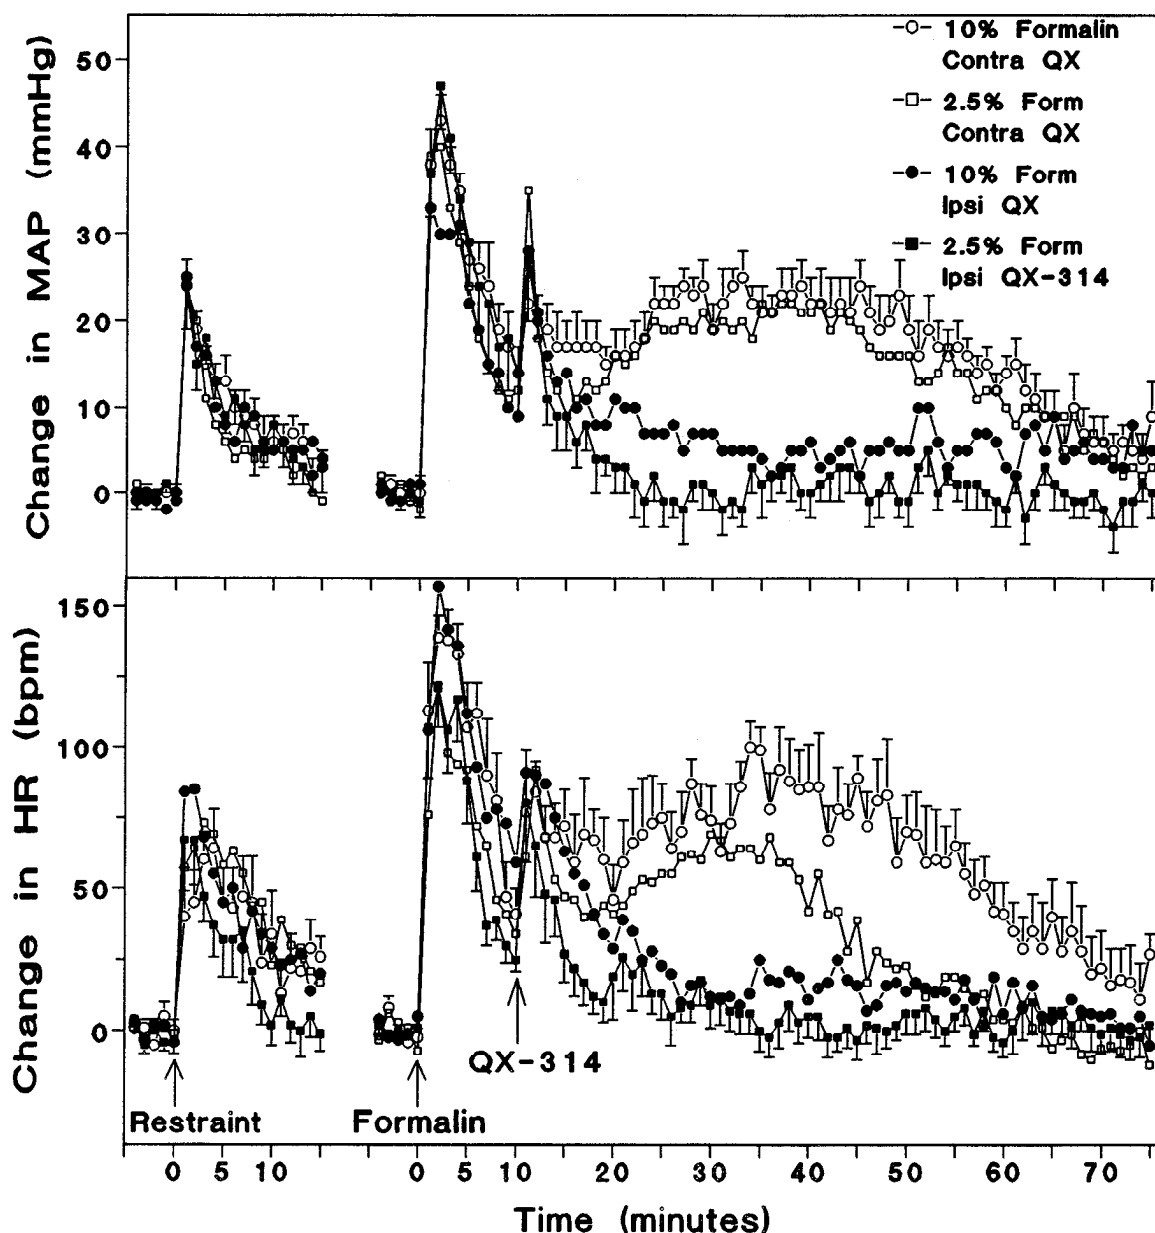 10% Formalin
Contra QX
2.5% Form
Contra QX
10% Form
Ipsi QX
2.5% Form
Ipsi QX-314
Change in MAP (mmHg)
50
40
30
20
10
0
Change in HR (bpm)
150
100
50
0
QX-314
Restraint
Formalin
0 5 10 0 5 10 20 30 40 50 60 70
Time (minutes)